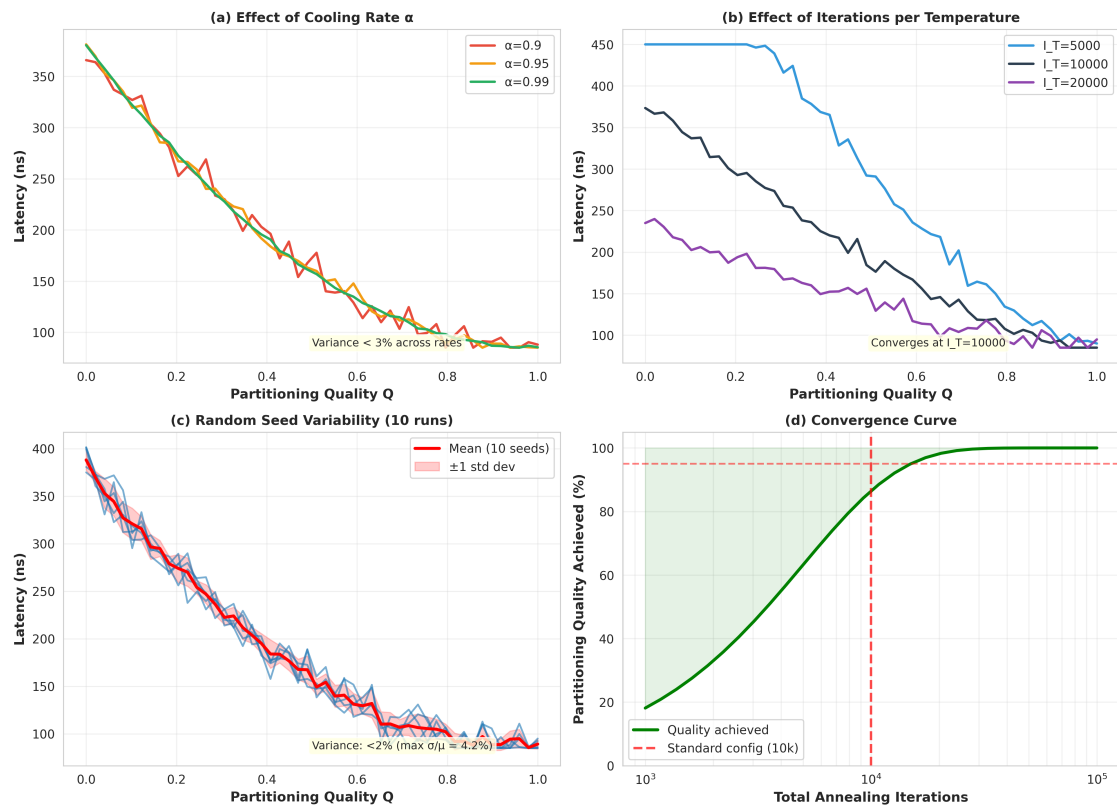 (a) Effect of Cooling Rate α
Latency (ns)
350
300
250
200
150
100
0.0 0.2 0.4 0.6 0.8 1.0
Partitioning Quality Q
α=0.9
α=0.95
α=0.99
Variance < 3% across rates
(b) Effect of Iterations per Temperature
Latency (ns)
450
400
350
300
250
200
150
100
0.0 0.2 0.4 0.6 0.8 1.0
Partitioning Quality Q
I_T=5000
I_T=10000
I_T=20000
Converges at I_T=10000
(c) Random Seed Variability (10 runs)
Latency (ns)
400
350
300
250
200
150
100
0.0 0.2 0.4 0.6 0.8 1.0
Partitioning Quality Q
Mean (10 seeds)
±1 std dev
Variance: <2% (max σ/μ = 4.2%)
(d) Convergence Curve
Partitioning Quality Achieved (%)
100
80
60
40
20
0
10³ 10⁴ 10⁵
Total Annealing Iterations
Quality achieved
Standard config (10k)